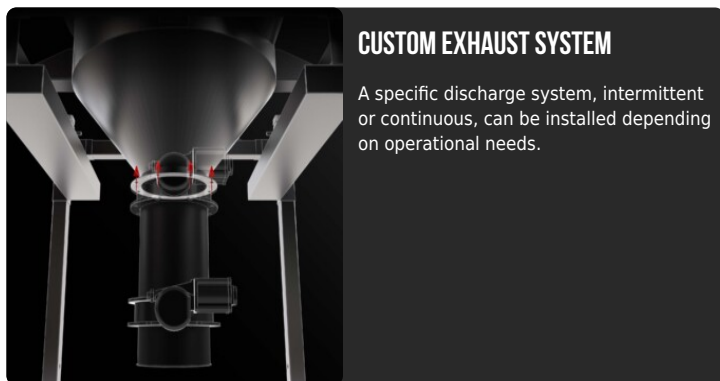 CUSTOM EXHAUST SYSTEM
A specific discharge system, intermittent
or continuous, can be installed depending
on operational needs.